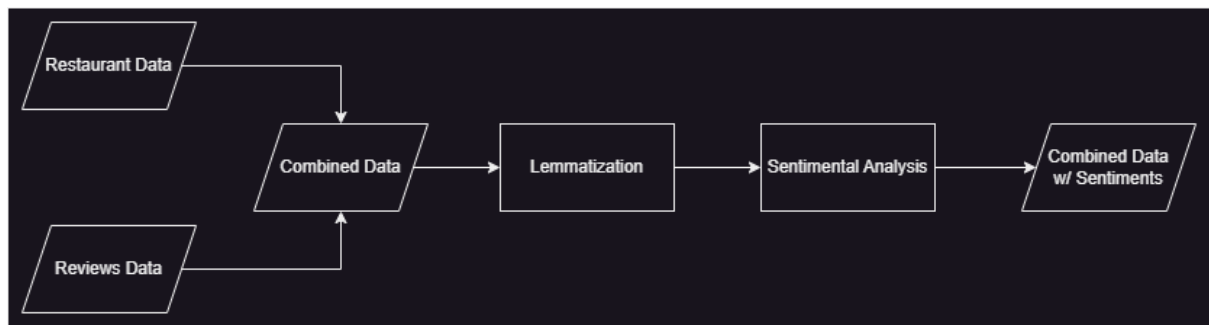 Restaurant Data
Combined Data
Lemmatization
Sentimental Analysis
Combined Data
w/ Sentiments
Reviews Data